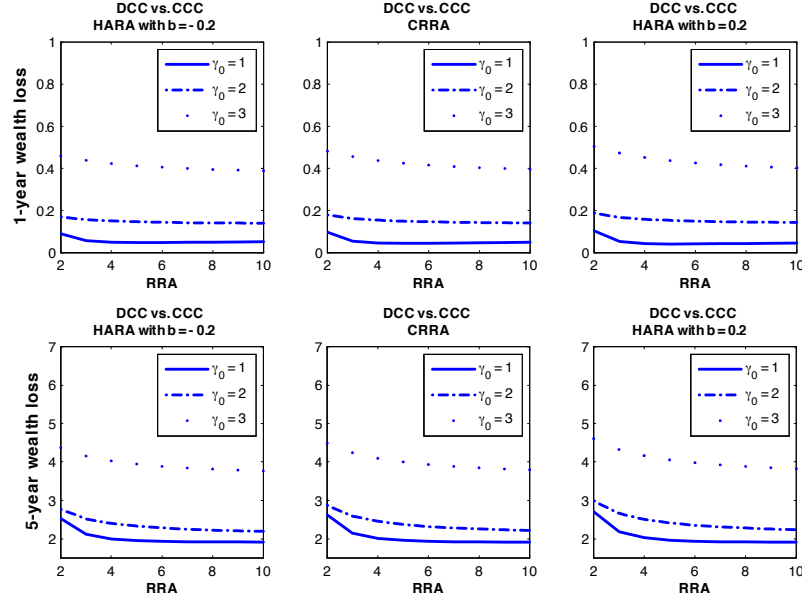 DCC vs. CCC
HARA with b = - 0.2
DCC vs. CCC
CRRA
DCC vs. CCC
HARA with b = 0.2
1-year wealth loss
1
0.8
0.6
0.4
0.2
0
γ0 = 1
γ0 = 2
γ0 = 3
2 4 6 8 10
RRA
1
0.8
0.6
0.4
0.2
0
γ0 = 1
γ0 = 2
γ0 = 3
2 4 6 8 10
RRA
1
0.8
0.6
0.4
0.2
0
γ0 = 1
γ0 = 2
γ0 = 3
2 4 6 8 10
RRA
DCC vs. CCC
HARA with b = - 0.2
DCC vs. CCC
CRRA
DCC vs. CCC
HARA with b = 0.2
5-year wealth loss
7
6
5
4
3
2
γ0 = 1
γ0 = 2
γ0 = 3
2 4 6 8 10
RRA
7
6
5
4
3
2
γ0 = 1
γ0 = 2
γ0 = 3
2 4 6 8 10
RRA
7
6
5
4
3
2
γ0 = 1
γ0 = 2
γ0 = 3
2 4 6 8 10
RRA